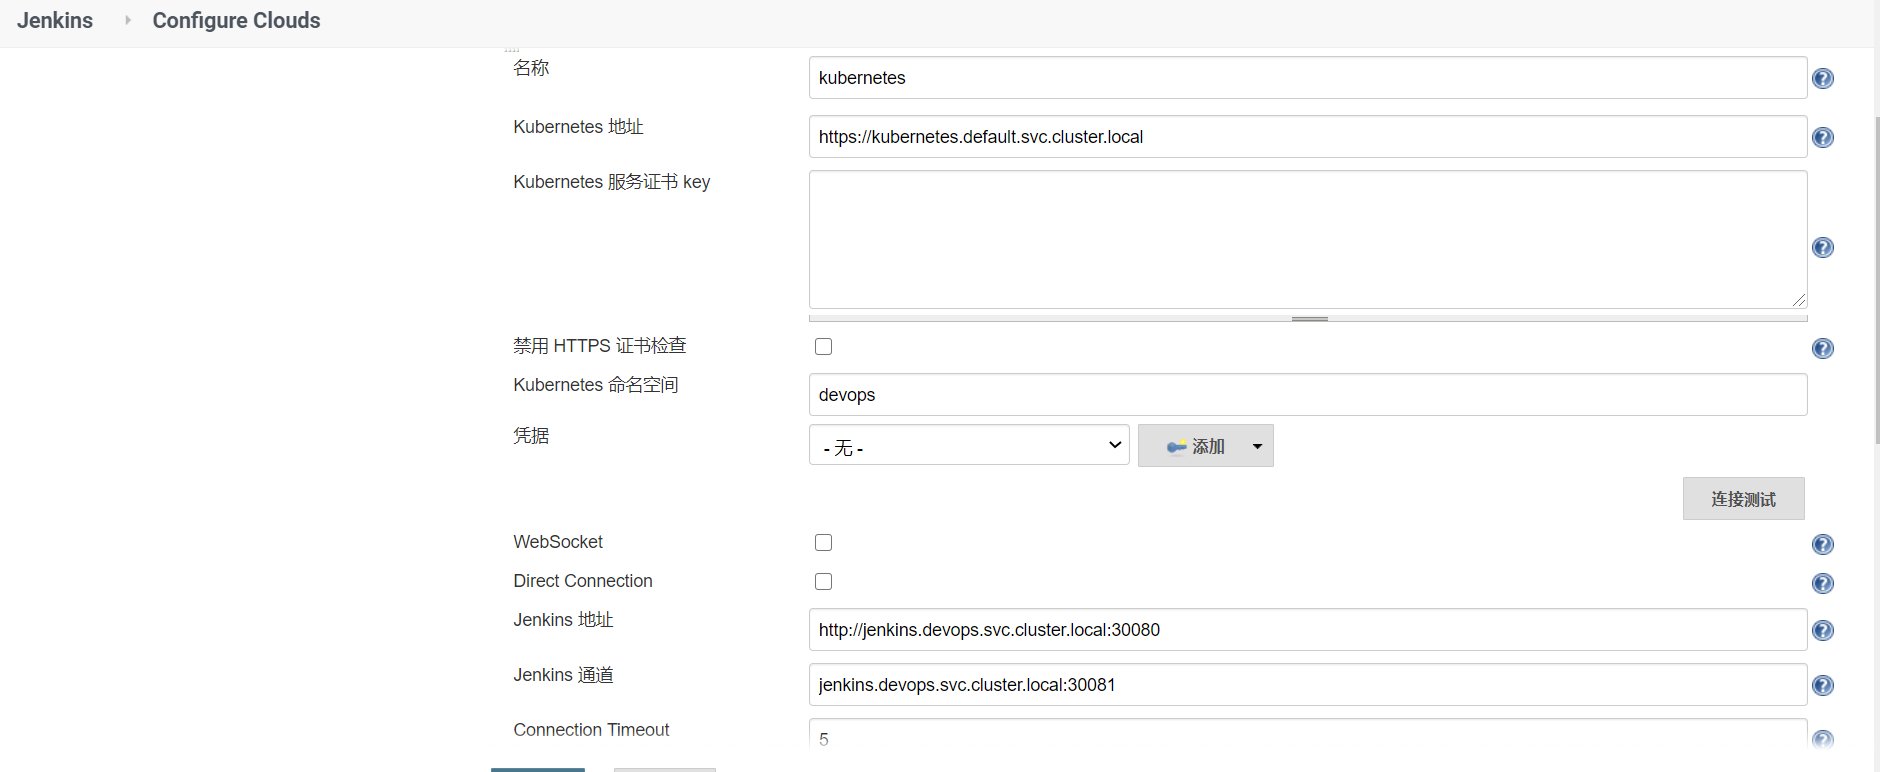 Jenkins Configure Clouds
名称 kubernetes
Kubernetes 地址 https://kubernetes.default.svc.cluster.local
Kubernetes 服务证书 key
禁用 HTTPS 证书检查
Kubernetes 命名空间 devops
凭据 - 无 - 添加
连接测试
WebSocket
Direct Connection
Jenkins 地址 http://jenkins.devops.svc.cluster.local:30080
Jenkins 通道 jenkins.devops.svc.cluster.local:30081
Connection Timeout 5